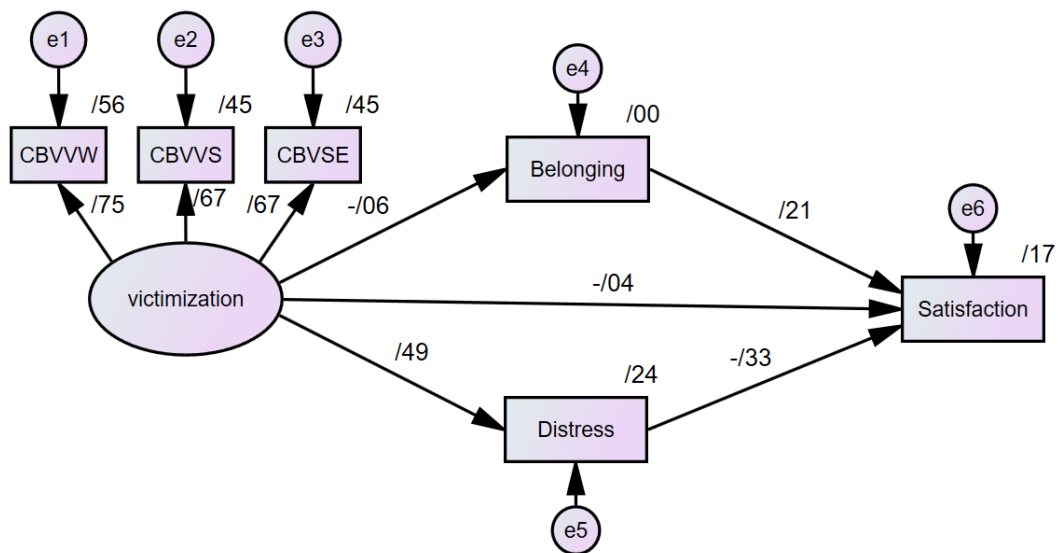 e1
e2
e3
/56
/45
/45
CBVVW
CBVVS
CBVSE
/75
/67
/67
victimization
-/06
e4
/00
Belonging
/21
e6
/17
-/04
Satisfaction
/49
/24
-/33
Distress
e5